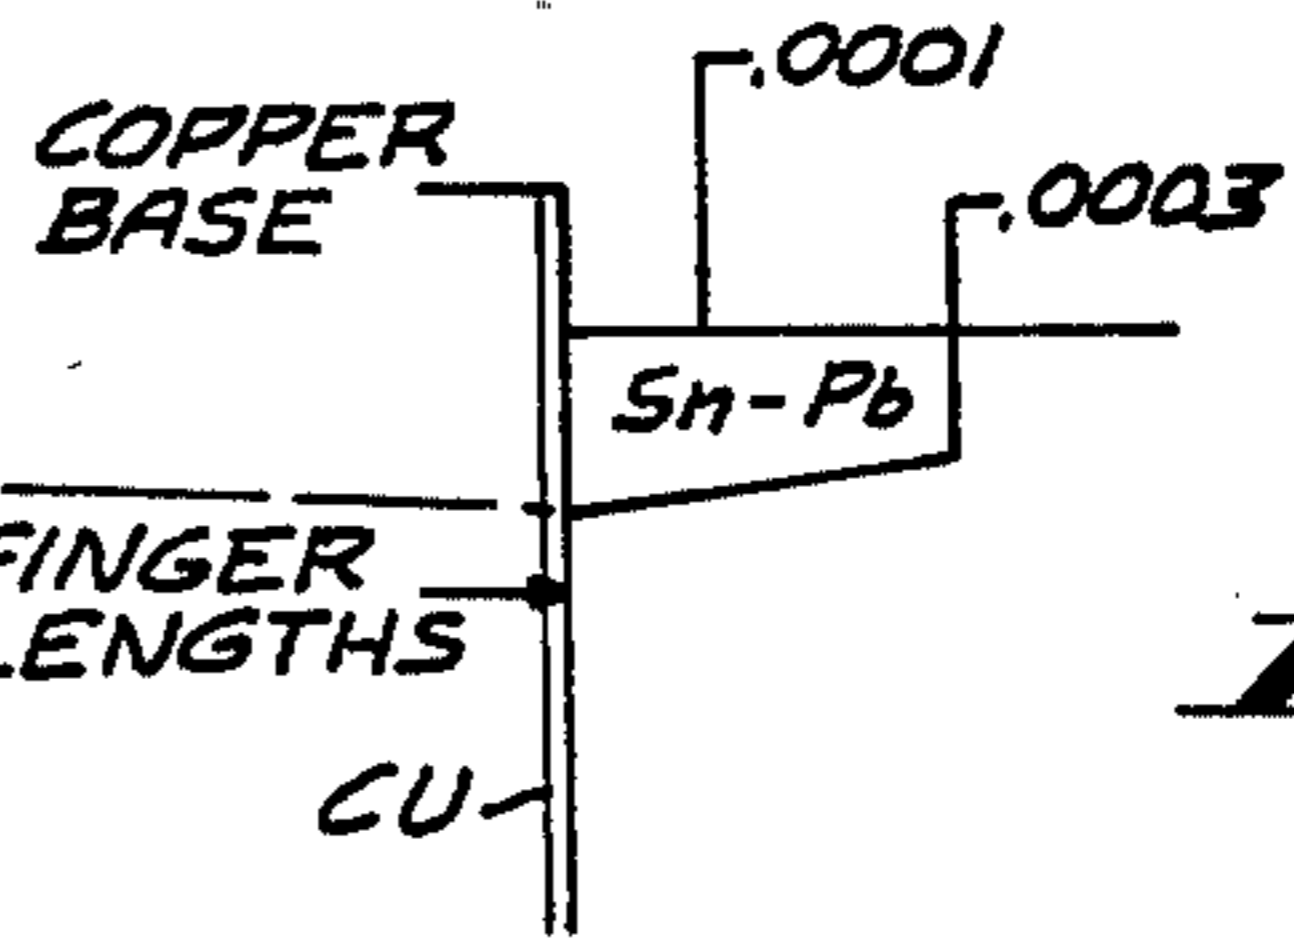 .0001
COPPER
BASE
.0003
Sn-Pb
FINGER
LENGTHS
CU